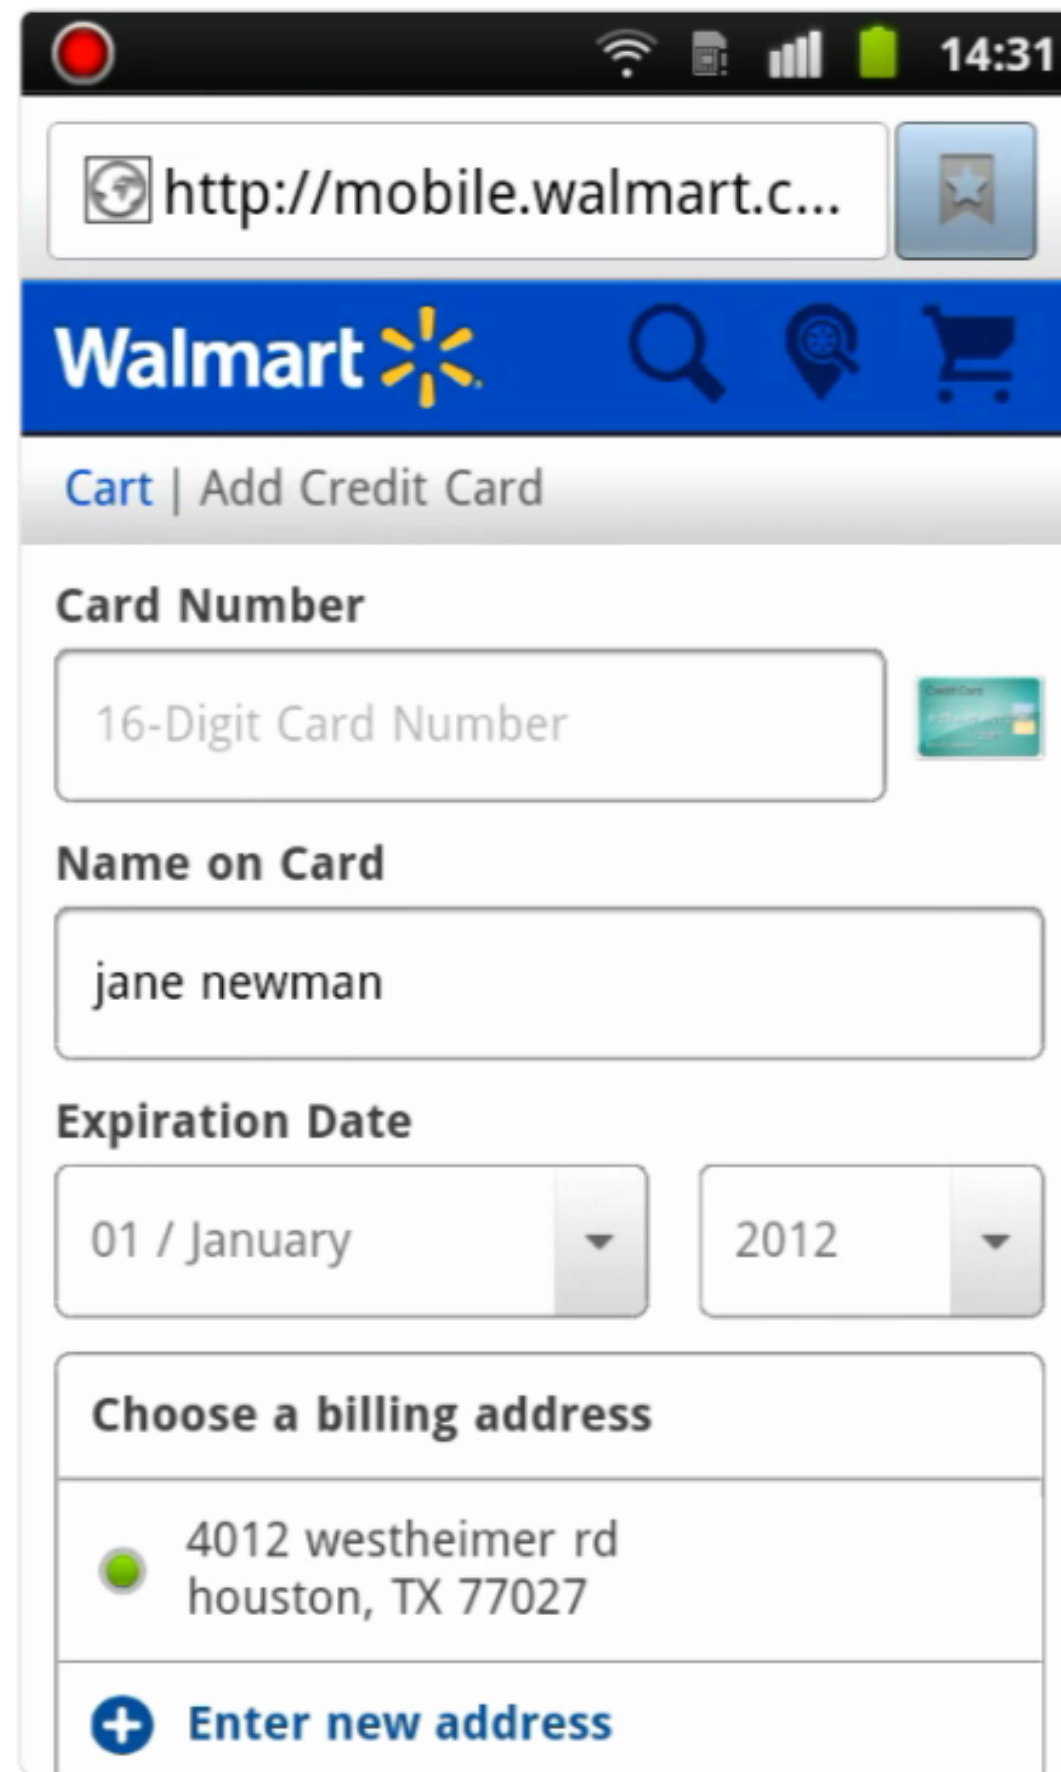 14:31
http://mobile.walmart.c...
Walmart
Cart | Add Credit Card
Card Number
16-Digit Card Number
Credit Card
Name on Card
jane newman
Expiration Date
01 / January
2012
Choose a billing address
4012 westheimer rd
houston, TX 77027
Enter new address